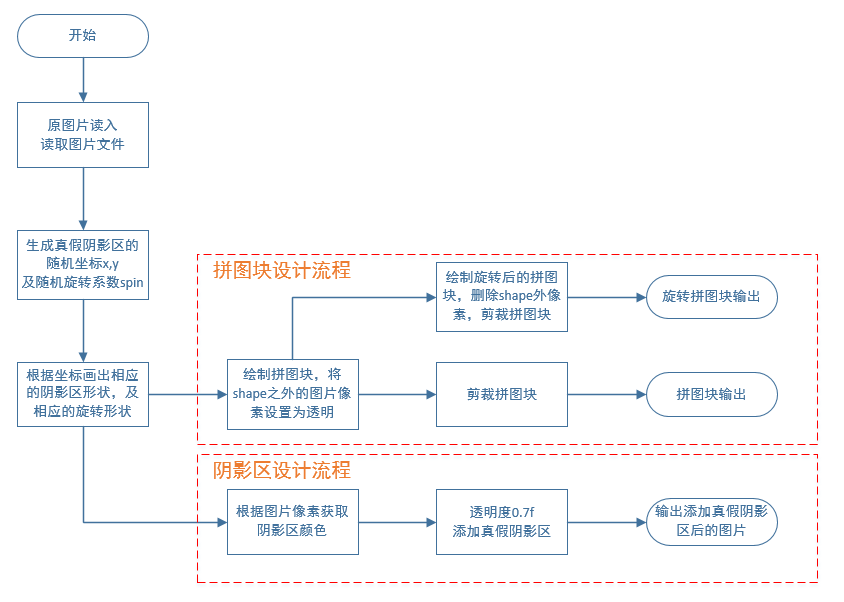 开始
原图片读入
读取图片文件
生成真假阴影区的
随机坐标x,y
及随机旋转系数spin
根据坐标画出相应
的阴影区形状，及
相应的旋转形状
拼图块设计流程
绘制旋转后的拼图
块，删除shape外像
素，剪裁拼图块
旋转拼图块输出
绘制拼图块，将
shape之外的图片像
素设置为透明
剪裁拼图块
拼图块输出
阴影区设计流程
根据图片像素获取
阴影区颜色
透明度0.7f
添加真假阴影区
输出添加真假阴影
区后的图片